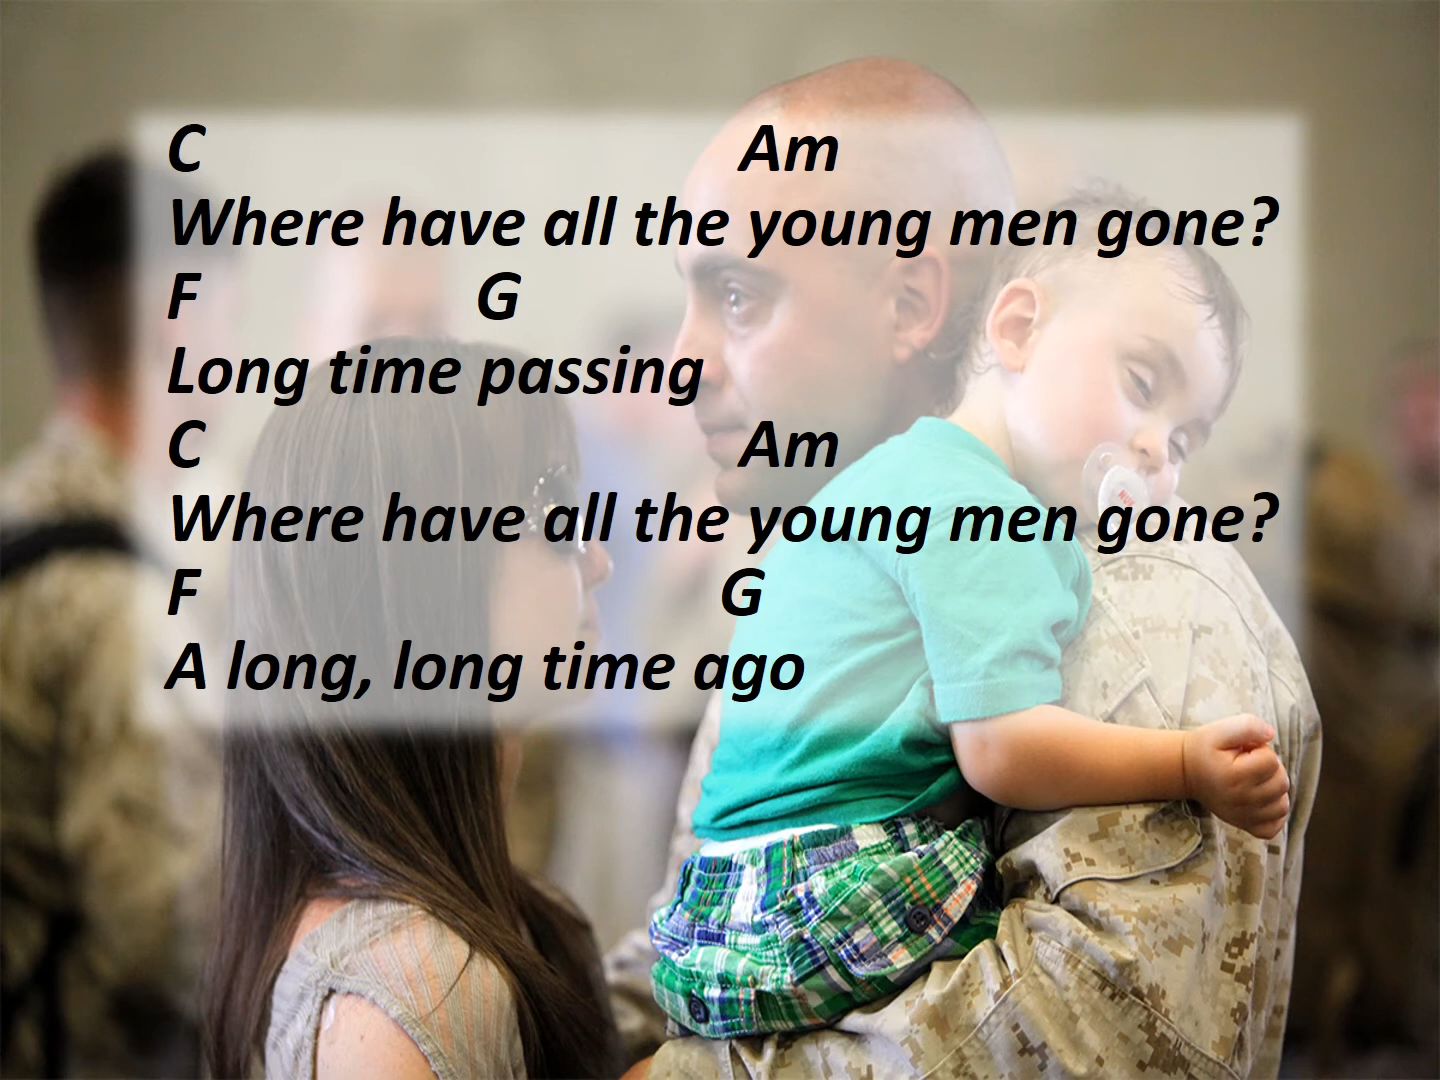 C Am
Where have all the young men gone?
F G
Long time passing
C Am
Where have all the young men gone?
F G
A long, long time ago
NUK